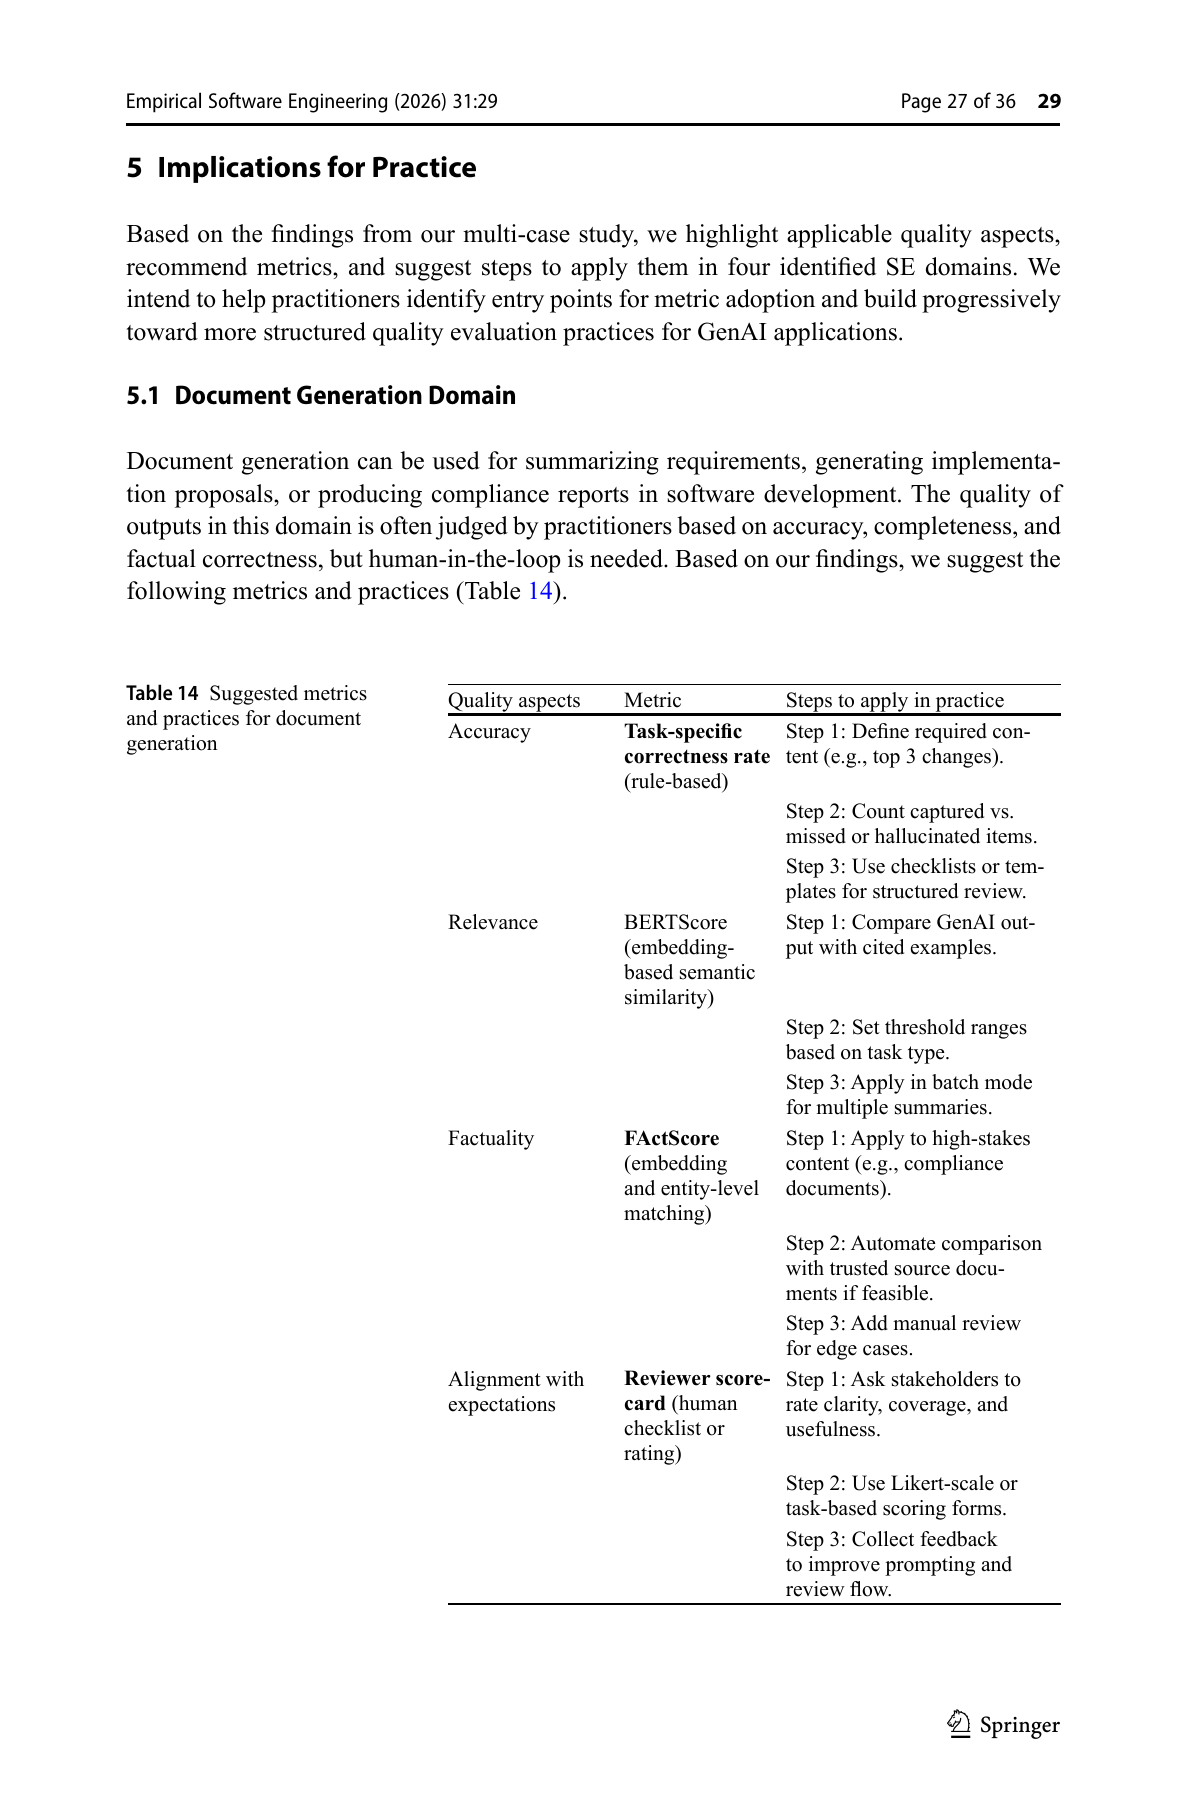 Empirical Software Engineering (2026) 31:29
Page 27 of 36 29
5 Implications for Practice
Based on the findings from our multi-case study, we highlight applicable quality aspects,
recommend metrics, and suggest steps to apply them in four identified SE domains. We
intend to help practitioners identify entry points for metric adoption and build progressively
toward more structured quality evaluation practices for GenAI applications.
5.1 Document Generation Domain
Document generation can be used for summarizing requirements, generating implementa-
tion proposals, or producing compliance reports in software development. The quality of
outputs in this domain is often judged by practitioners based on accuracy, completeness, and
factual correctness, but human-in-the-loop is needed. Based on our findings, we suggest the
following metrics and practices (Table 14).
Table 14 Suggested metrics
and practices for document
generation
Quality aspects Metric Steps to apply in practice
Accuracy Task-specific Step 1: Define required con-
correctness rate tent (e.g., top 3 changes).
(rule-based)
Step 2: Count captured vs.
missed or hallucinated items.
Step 3: Use checklists or tem-
plates for structured review.
Relevance BERTScore Step 1: Compare GenAI out-
(embedding- put with cited examples.
based semantic
similarity)
Step 2: Set threshold ranges
based on task type.
Step 3: Apply in batch mode
for multiple summaries.
Factuality FActScore Step 1: Apply to high-stakes
(embedding content (e.g., compliance
and entity-level documents).
matching)
Step 2: Automate comparison
with trusted source docu-
ments if feasible.
Step 3: Add manual review
for edge cases.
Alignment with Reviewer score- Step 1: Ask stakeholders to
expectations card (human rate clarity, coverage, and
checklist or usefulness.
rating)
Step 2: Use Likert-scale or
task-based scoring forms.
Step 3: Collect feedback
to improve prompting and
review flow.
Springer